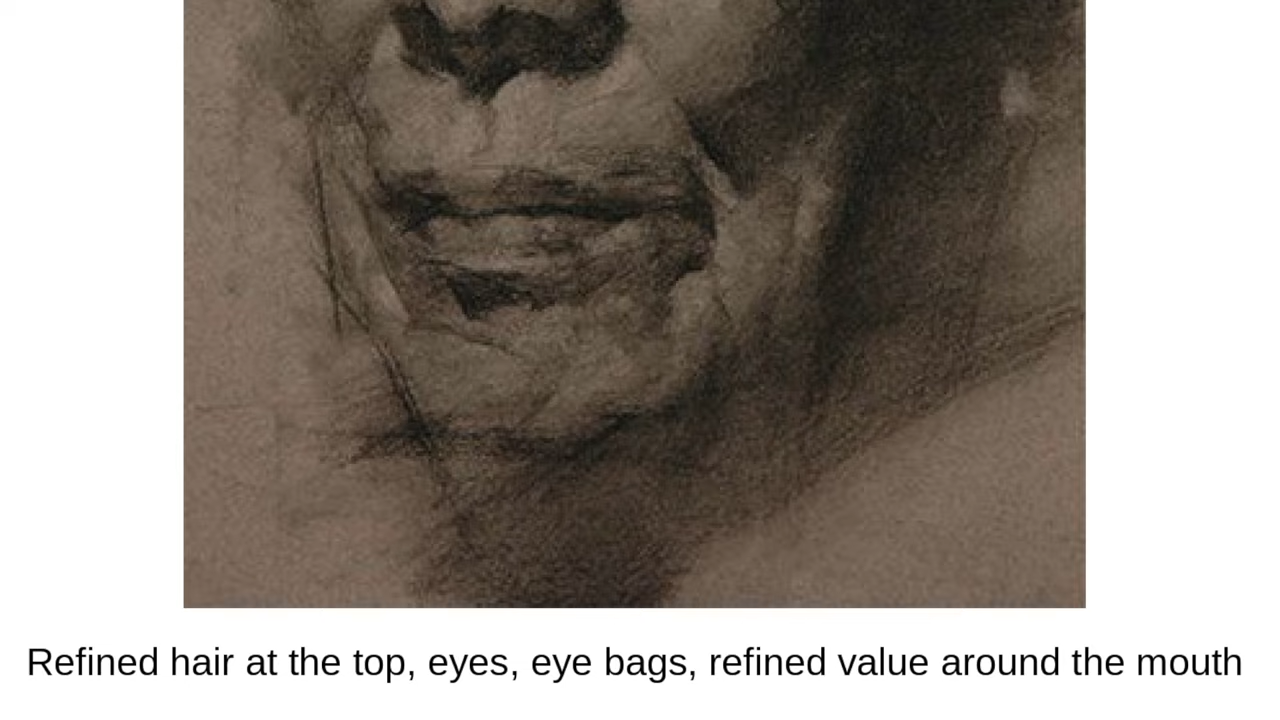 Refined hair at the top, eyes, eye bags, refined value around the mouth